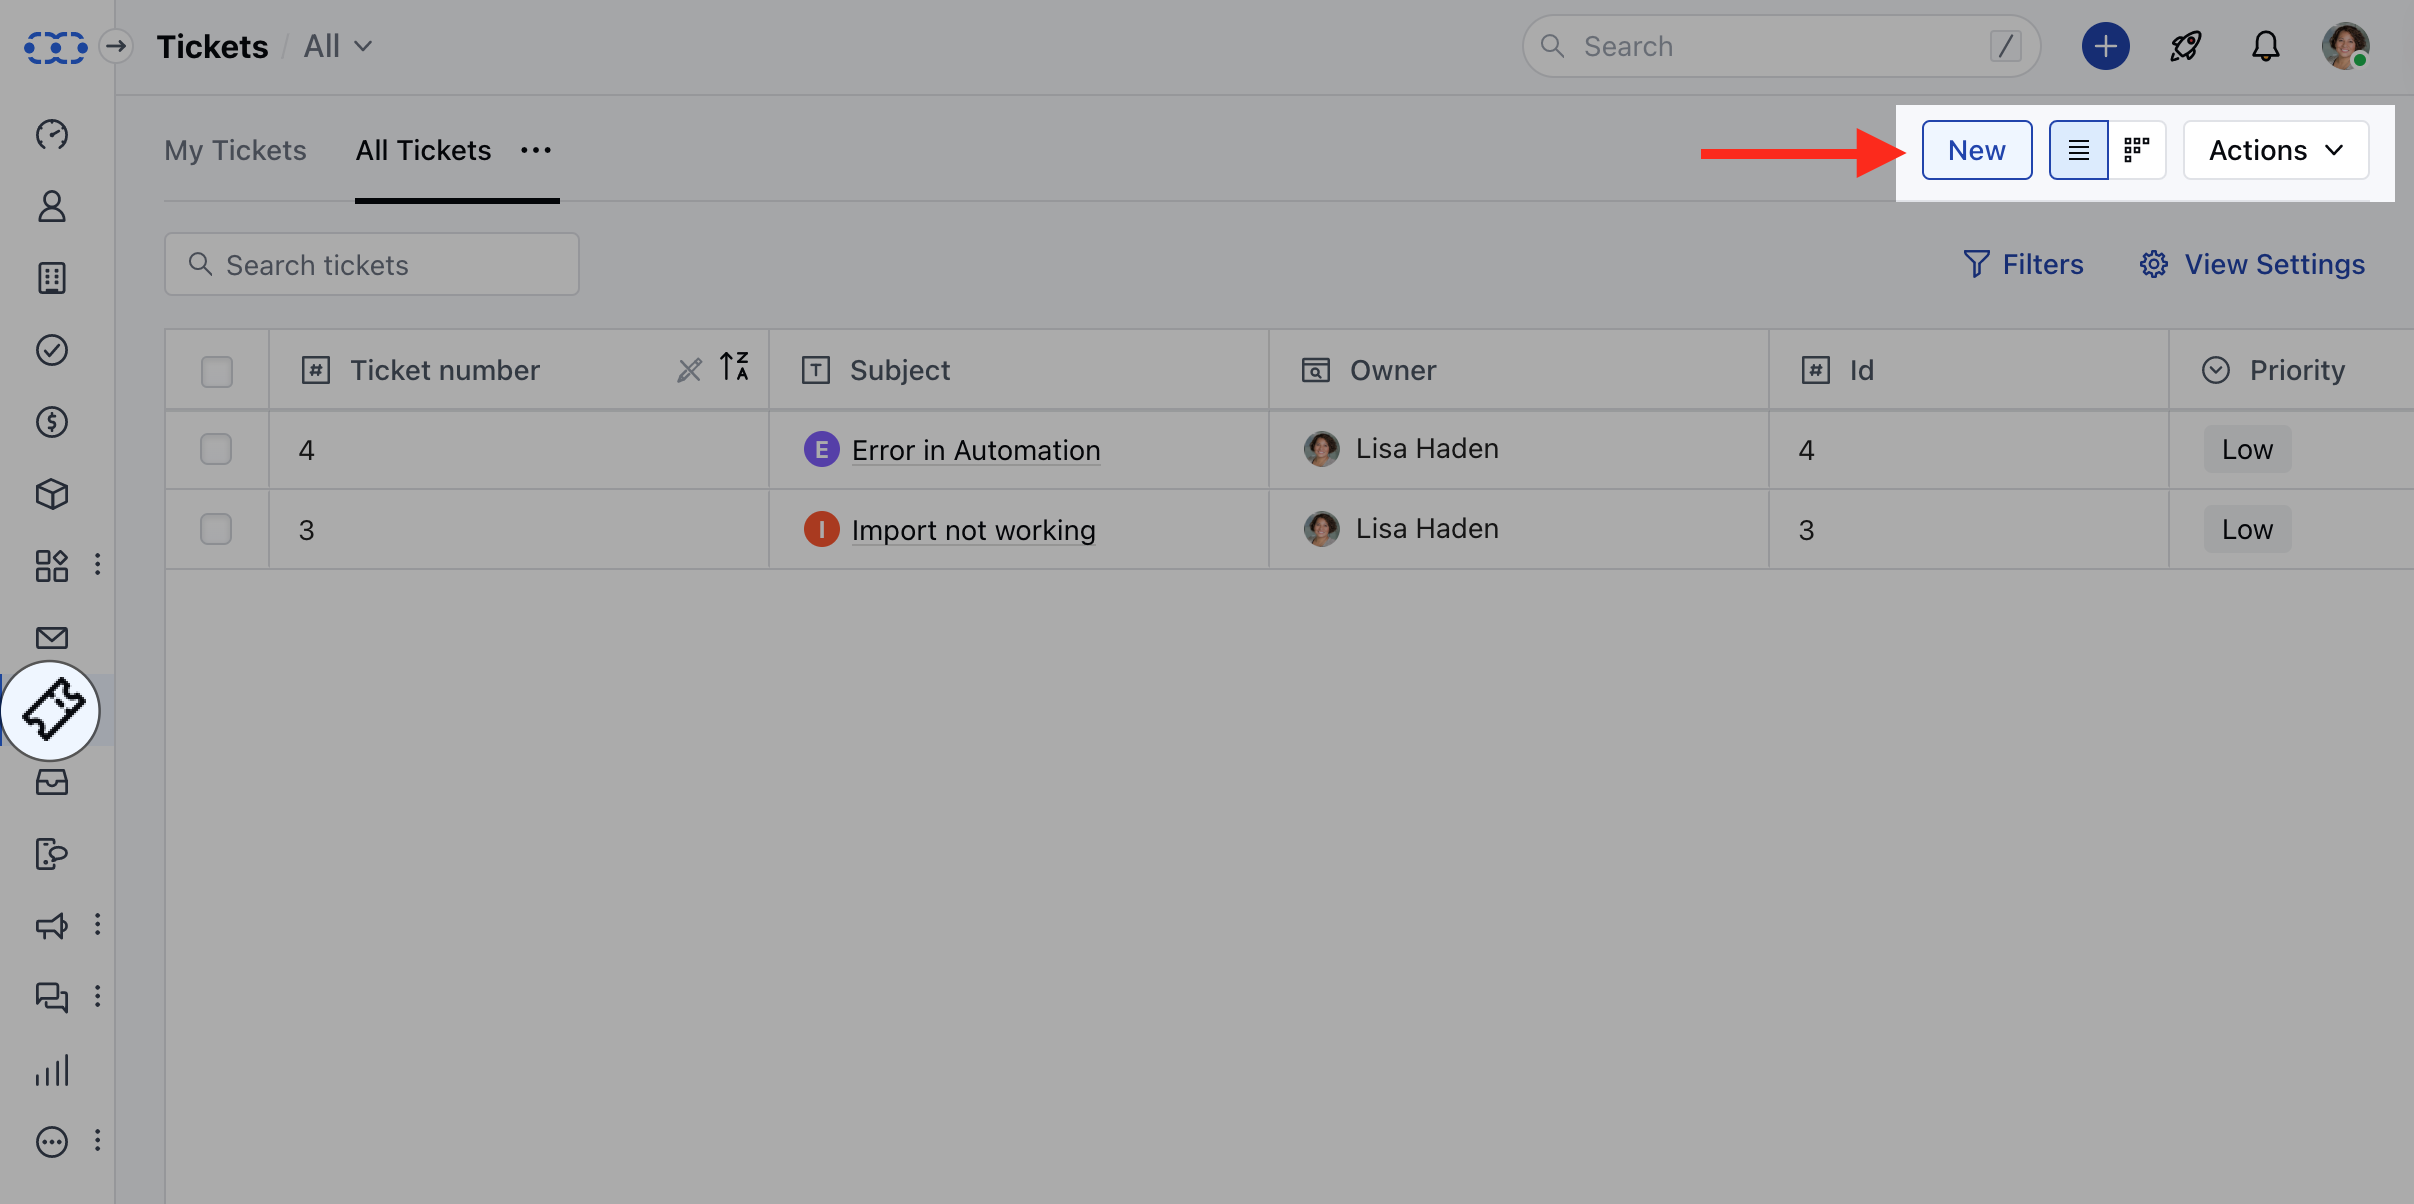 Tickets / All
Search /
My Tickets All Tickets
New Actions
Search tickets
Filters View Settings
# Ticket number Z A T Subject Owner # Id Priority
4 E Error in Automation Lisa Haden 4 Low
3 I Import not working Lisa Haden 3 Low